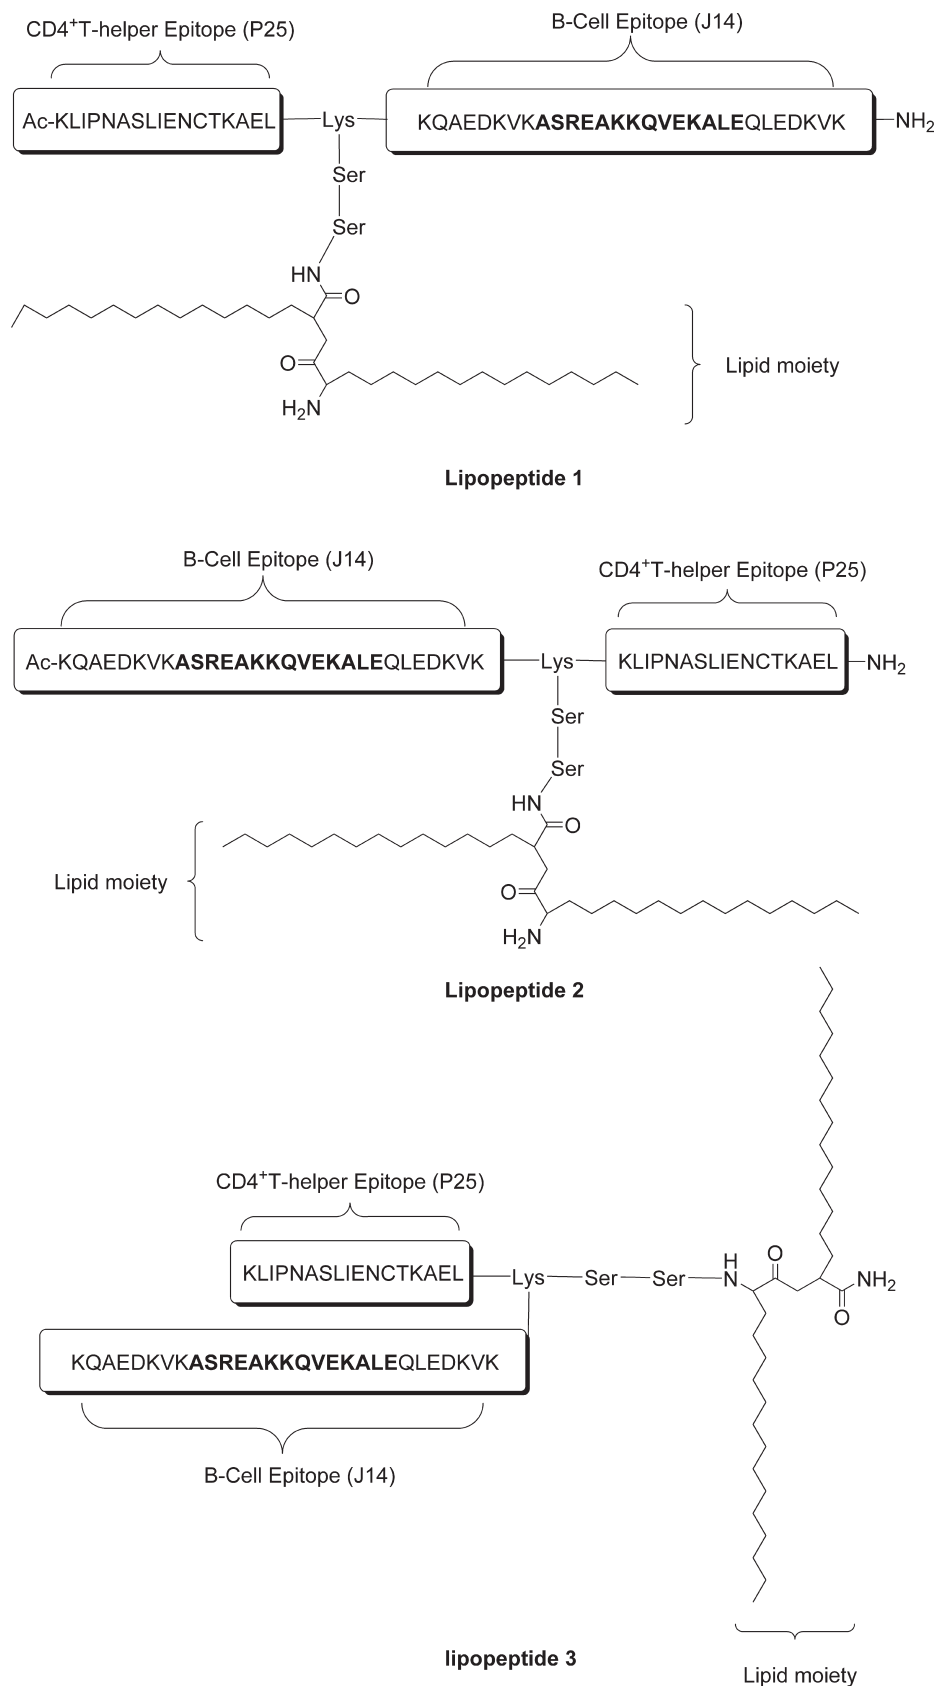 CD4+T-helper Epitope (P25)
B-Cell Epitope (J14)
Ac-KLIPNASLIENCTKAEL
Lys
KQAEDKVKASREAKKQVEKALEQLEDKVK
NH2
Ser
Ser
HN
O
O
H2N
Lipid moiety
Lipopeptide 1
B-Cell Epitope (J14)
CD4+T-helper Epitope (P25)
Ac-KQAEDKVKASREAKKQVEKALEQLEDKVK
Lys
KLIPNASLIENCTKAEL
NH2
Ser
Ser
HN
O
Lipid moiety
O
H2N
Lipopeptide 2
CD4+T-helper Epitope (P25)
KLIPNASLIENCTKAEL
Lys
Ser
Ser
H
N
O
NH2
O
KQAEDKVKASREAKKQVEKALEQLEDKVK
B-Cell Epitope (J14)
lipopeptide 3
Lipid moiety